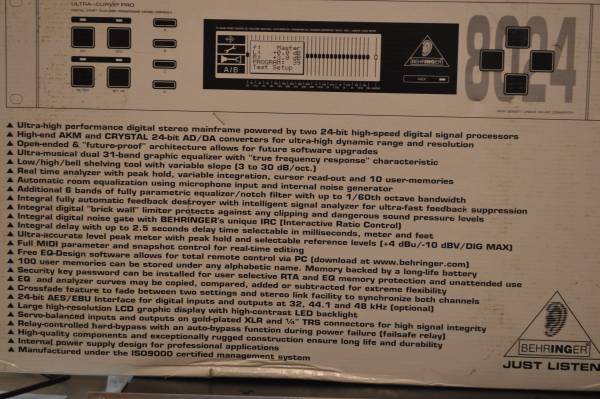 ULTRA-CURVE PRO
8024
A/B
Master
PROGRAM:
Test Setup
BEHRINGER
▲ Ultra-high performance digital stereo mainframe powered by two 24-bit high-speed digital signal processors
▲ High-end AKM and CRYSTAL 24-bit AD/DA converters for ultra-high dynamic range and resolution
▲ Open-ended & "future-proof" architecture allows for future software upgrades
▲ Ultra-musical dual 31-band graphic equalizer with "true frequency response" characteristic
▲ Low/high/bell shelving tool with variable slope [3 to 30 dB/oct.]
▲ Real time analyzer with peak hold, variable integration, cursor read-out and 10 user-memories
▲ Automatic room equalization using microphone input and internal noise generator
▲ Additional 6 bands of fully parametric equalizer/notch filter with up to 1/60th octave bandwidth
▲ Integral fully automatic feedback destroyer with intelligent signal analyzer for ultra-fast feedback suppression
▲ Integral digital "brick wall" limiter protects against any clipping and dangerous sound pressure levels
▲ Integral digital noise gate with BEHRINGER's unique IRC (Interactive Ratio Control)
▲ Integral delay with up to 2.5 seconds delay time selectable in milliseconds, meter and feet
▲ Ultra-accurate level peak meter with peak hold and selectable reference levels (+4 dBu/-10 dBV/DIG MAX)
▲ Full MIDI parameter and snapshot control for real-time editing
▲ Free EQ-Design software allows for total remote control via PC (download at www.behringer.com)
▲ 100 user memories can be stored under any alphabetic name. Memory backed by a long-life battery
▲ Security key password can be installed for user selective RTA and EQ memory protection and unattended use
▲ EQ and analyzer curves may be copied, compared, added or subtracted for extreme flexibility
▲ Crossfade feature to fade between two settings and stereo link facility to synchronize both channels
▲ 24-bit AES/EBU Interface for digital inputs and outputs at 32, 44.1 and 48 kHz (optional)
▲ Large high-resolution LCD graphic display with high-contrast LED backlight
▲ Servo-balanced inputs and outputs on gold-plated XLR and ¼" TRS connectors for high signal integrity
▲ Relay-controlled hard-bypass with an auto-bypass function during power failure (failsafe relay)
▲ High-quality components and exceptionally rugged construction ensure long life and durability
▲ Internal power supply design for professional applications
▲ Manufactured under the ISO9000 certified management system
BEHRINGER
JUST LISTEN